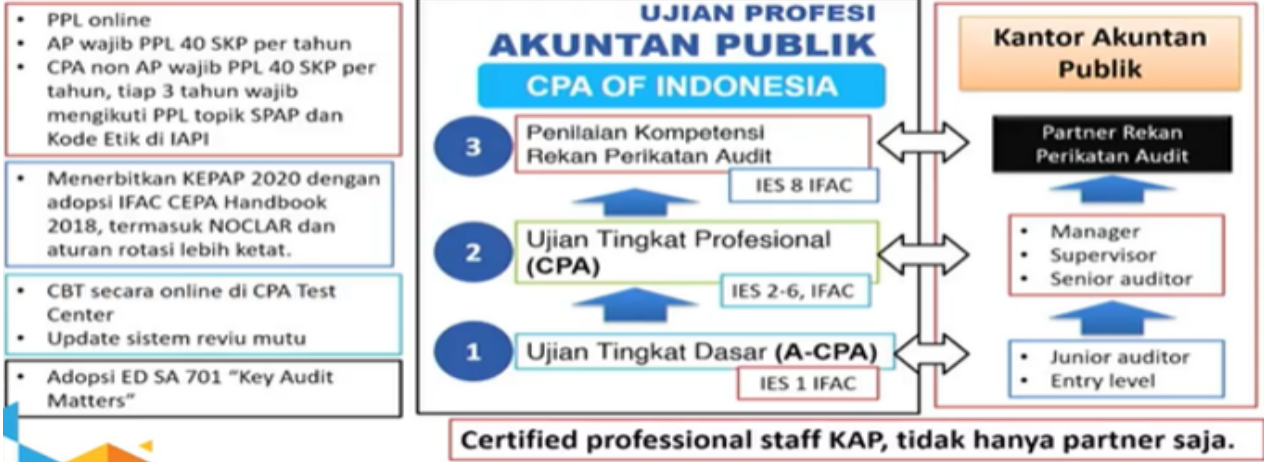 • PPL online
• AP wajib PPL 40 SKP per tahun
• CPA non AP wajib PPL 40 SKP per
tahun, tiap 3 tahun wajib
mengikuti PPL topik SPAP dan
Kode Etik di IAPI
• Menerbitkan KEPAP 2020 dengan
adopsi IFAC CEPA Handbook
2018, termasuk NOCLAR dan
aturan rotasi lebih ketat.
• CBT secara online di CPA Test
Center
• Update sistem reviu mutu
• Adopsi ED SA 701 "Key Audit
Matters"
UJIAN PROFESI
AKUNTAN PUBLIK
CPA OF INDONESIA
3
Penilaian Kompetensi
Rekan Perikatan Audit
IES 8 IFAC
2
Ujian Tingkat Profesional
(CPA)
IES 2-6, IFAC
1
Ujian Tingkat Dasar (A-CPA)
IES 1 IFAC
Kantor Akuntan
Publik
Partner Rekan
Perikatan Audit
• Manager
• Supervisor
• Senior auditor
• Junior auditor
• Entry level
Certified professional staff KAP, tidak hanya partner saja.